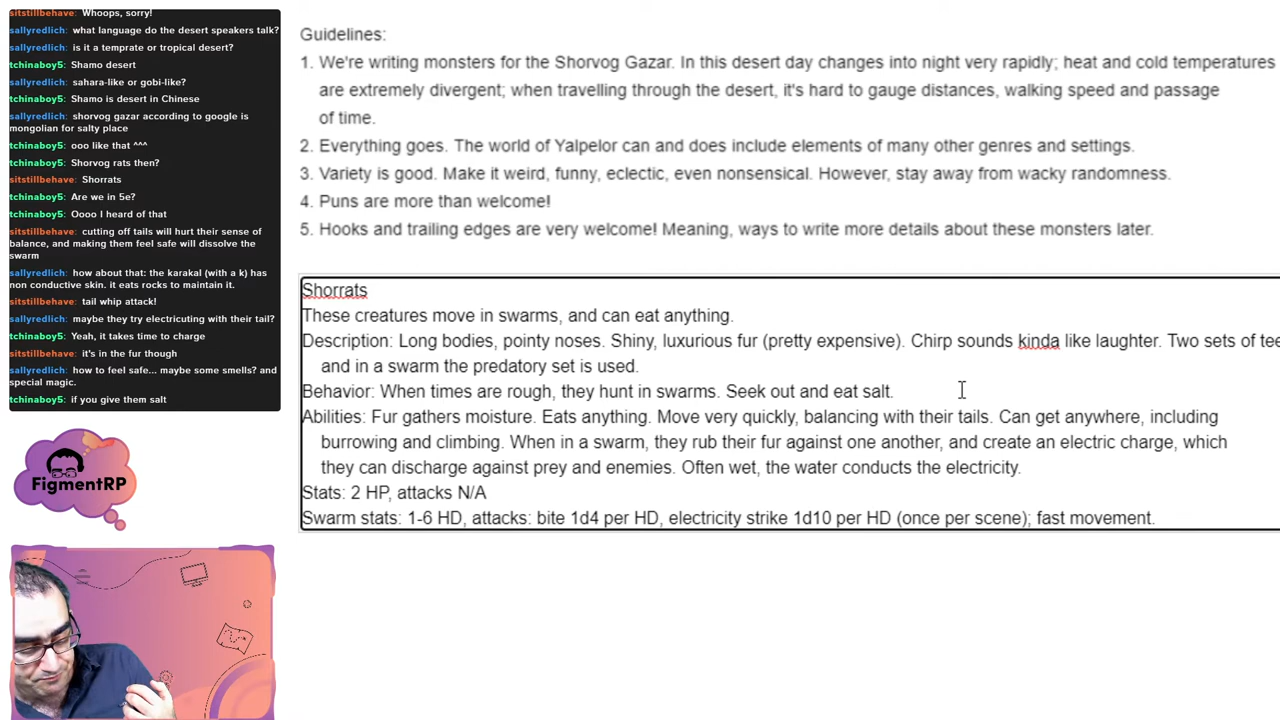 sitstillbehave: Whoops, sorry!
sallyredlich: what language do the desert speakers talk?
sallyredlich: is it a temprate or tropical desert?
tchinaboy5: Shamo desert
sallyredlich: sahara-like or gobi-like?
tchinaboy5: Shamo is desert in Chinese
sallyredlich: shorvog gazar according to google is
mongolian for salty place
tchinaboy5: ooo like that ^^^
tchinaboy5: Shorvog rats then?
sitstillbehave: Shorrats
tchinaboy5: Are we in 5e?
tchinaboy5: Oooo I heard of that
sitstillbehave: cutting off tails will hurt their sense of
balance, and making them feel safe will dissolve the
swarm
sallyredlich: how about that: the karakal (with a k) has
non conductive skin. it eats rocks to maintain it.
sitstillbehave: tail whip attack!
sallyredlich: maybe they try electricuting with their tail?
tchinaboy5: Yeah, it takes time to charge
sitstillbehave: it's in the fur though
sallyredlich: how to feel safe... maybe some smells? and
special magic.
tchinaboy5: if you give them salt
FigmentRP
Guidelines:
1. We're writing monsters for the Shorvog Gazar. In this desert day changes into night very rapidly; heat and cold temperatures
are extremely divergent; when travelling through the desert, it's hard to gauge distances, walking speed and passage
of time.
2. Everything goes. The world of Yalpelor can and does include elements of many other genres and settings.
3. Variety is good. Make it weird, funny, eclectic, even nonsensical. However, stay away from wacky randomness.
4. Puns are more than welcome!
5. Hooks and trailing edges are very welcome! Meaning, ways to write more details about these monsters later.
Shorrats
These creatures move in swarms, and can eat anything.
Description: Long bodies, pointy noses. Shiny, luxurious fur (pretty expensive). Chirp sounds kinda like laughter. Two sets of tee
and in a swarm the predatory set is used.
Behavior: When times are rough, they hunt in swarms. Seek out and eat salt.
Abilities: Fur gathers moisture. Eats anything. Move very quickly, balancing with their tails. Can get anywhere, including
burrowing and climbing. When in a swarm, they rub their fur against one another, and create an electric charge, which
they can discharge against prey and enemies. Often wet, the water conducts the electricity.
Stats: 2 HP, attacks N/A
Swarm stats: 1-6 HD, attacks: bite 1d4 per HD, electricity strike 1d10 per HD (once per scene); fast movement.